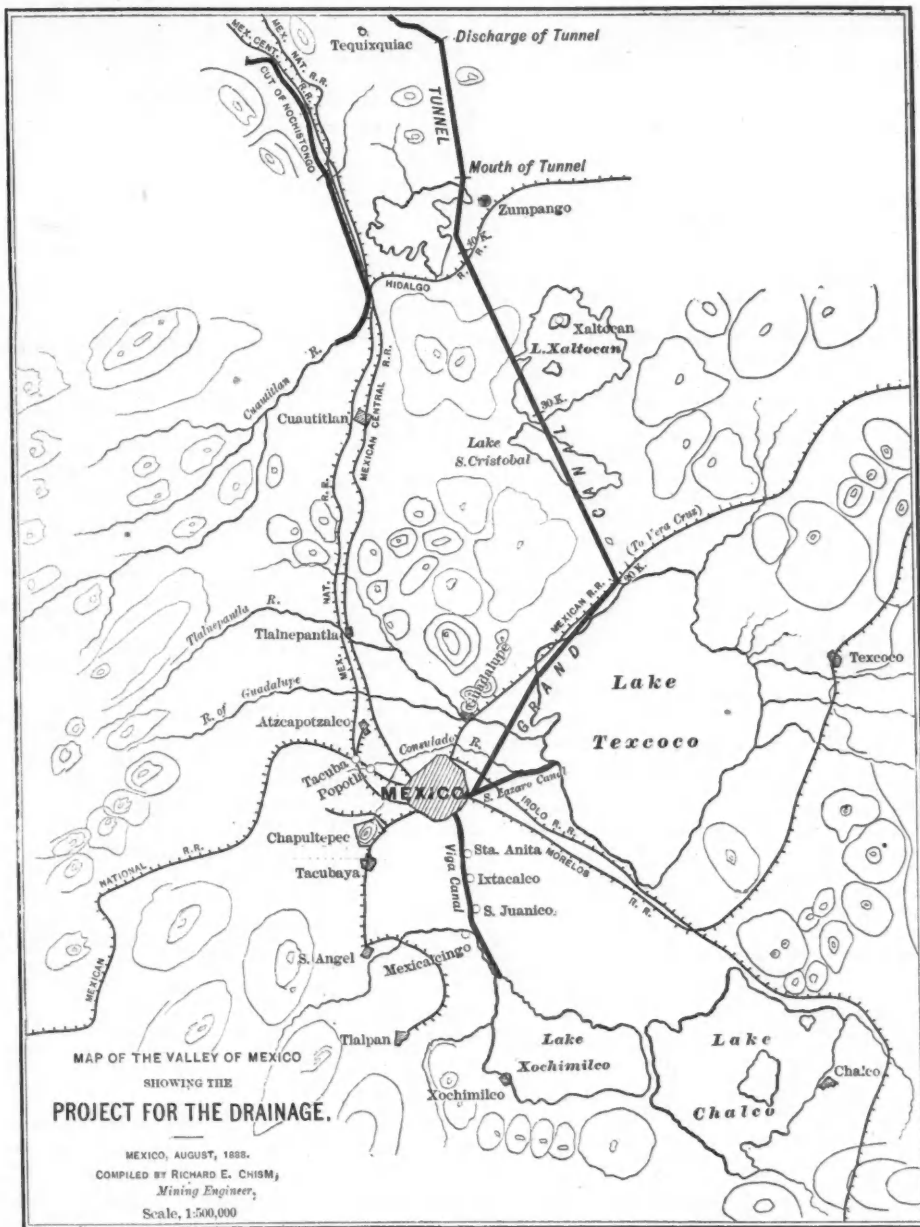 Tequixquiac
Discharge of Tunnel
MEX. CENT. R.R.
MEX. NAT. R.R.
CUT OF NOCHISTONGO
TUNNEL
Mouth of Tunnel
Zumpango
40 K.
HIDALGO R. R.
Xaltocan
L. Xaltocan
Cuautitlan R.
30 K.
Cuautitlan
MEXICAN CENTRAL R.R.
Lake
S. Cristobal
GRAND CANAL
(To Vera Cruz)
20 K.
MEXICAN R.R.
MEX. NAT. R.R.
Tlalnepantla R.
Tlalnepantla
Guadalupe
Texcoco
R. of Guadalupe
Lake
Texcoco
Atzcapotzalco
Consulado R.
Tacuba
Popotla
MEXICO
S. Lazaro Canal
IROLO R. R.
Chapultepec
MORELOS R. R.
Sta. Anita
Tacubaya
Viga Canal
Ixtacalco
MEXICAN NATIONAL R.R.
S. Juanico.
S. Angel
Mexicalcingo
Tlalpan
Lake
Xochimilco
Lake
Chalco
Chalco
Xochimilco
MAP OF THE VALLEY OF MEXICO
SHOWING THE
PROJECT FOR THE DRAINAGE.
MEXICO, AUGUST, 1888.
COMPILED BY RICHARD E. CHISM,
Mining Engineer,
Scale, 1:500,000